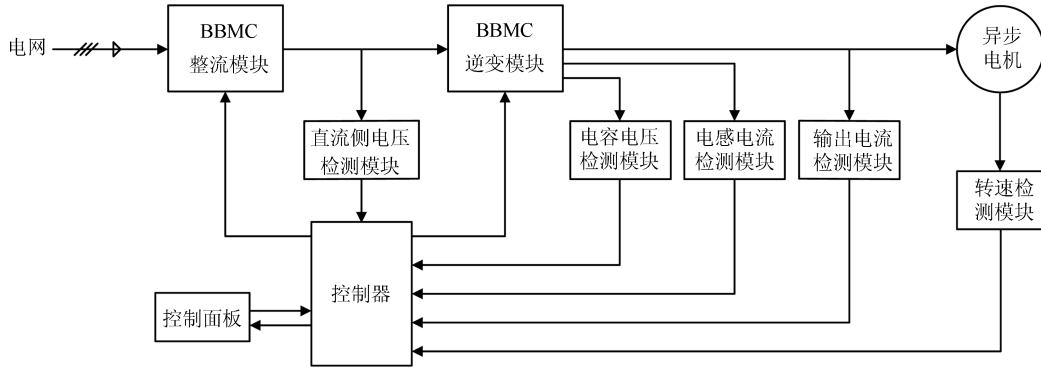 电网
BBMC
整流模块
BBMC
逆变模块
异步
电机
直流侧电压
检测模块
电容电压
检测模块
电感电流
检测模块
输出电流
检测模块
转速检
测模块
控制器
控制面板